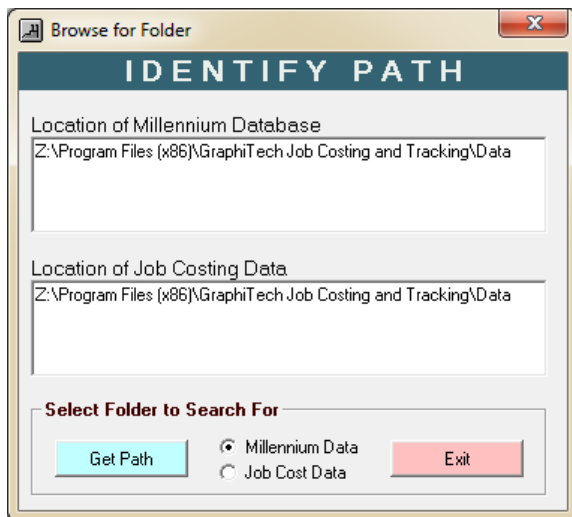 Browse for Folder
IDENTIFY PATH
Location of Millennium Database
Z:\Program Files (x86)\GraphiTech Job Costing and Tracking\Data
Location of Job Costing Data
Z:\Program Files (x86)\GraphiTech Job Costing and Tracking\Data
Select Folder to Search For
Get Path
Millennium Data
Job Cost Data
Exit